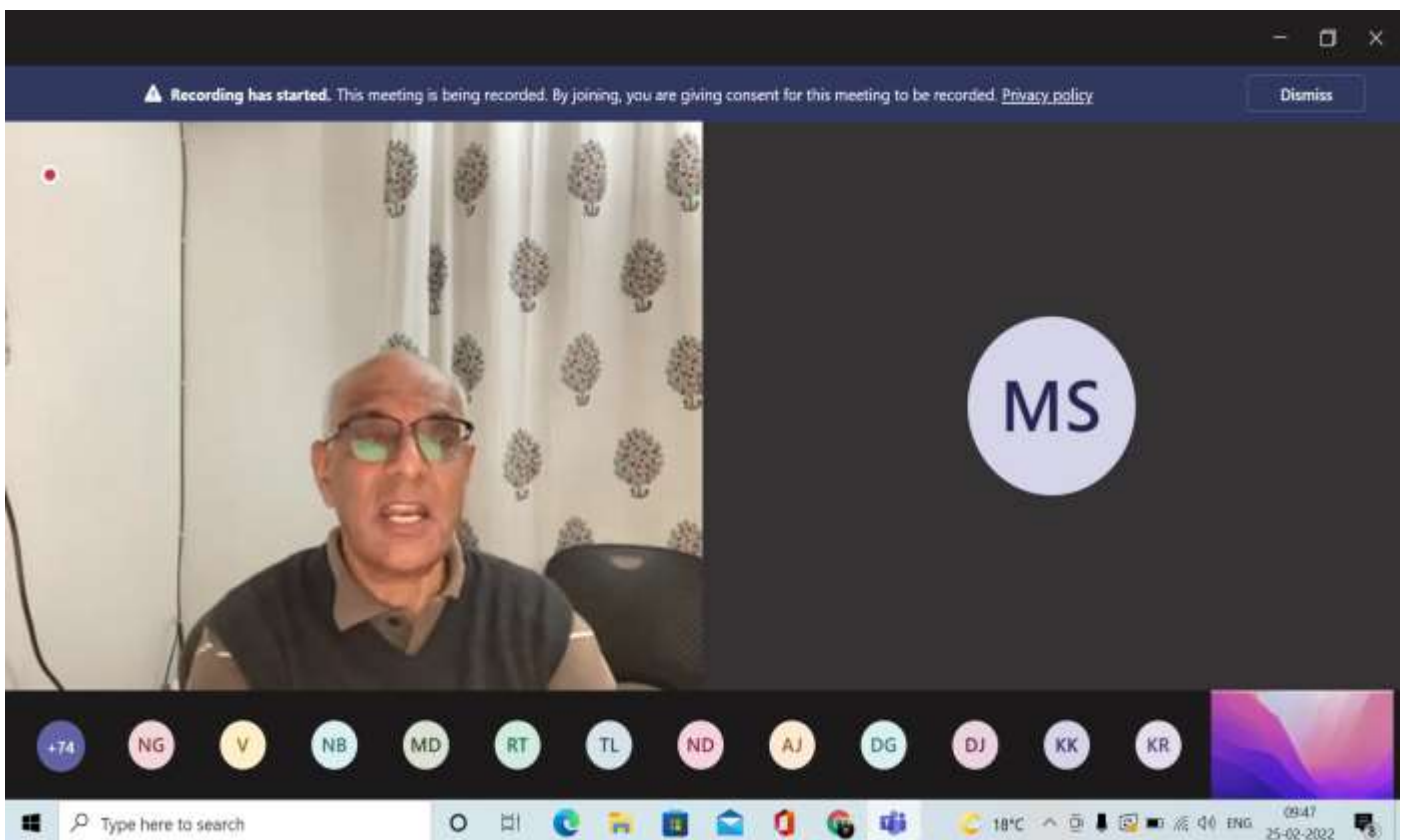 Recording has started. This meeting is being recorded. By joining, you are giving consent for this meeting to be recorded. Privacy policy
Dismiss
MS
+74 NG V NB MD RT TL ND AJ DG DJ KK KR
Type here to search
18°C ENG 09:47
25-02-2022